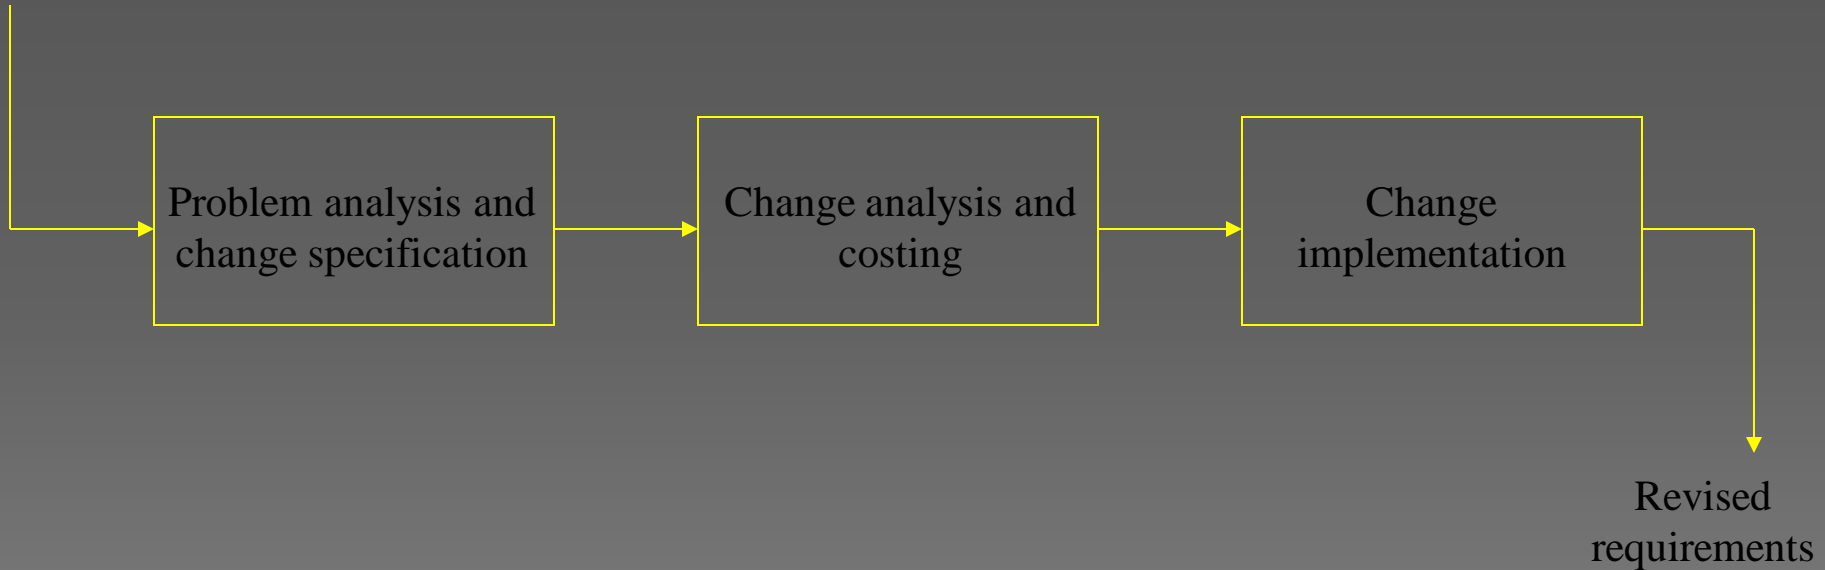 Problem analysis and
change specification
Change analysis and
costing
Change
implementation
Revised
requirements